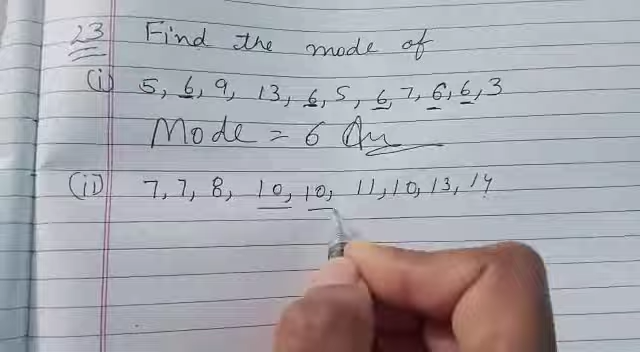 23 Find the mode of
(i) 5, 6, 9, 13, 6, 5, 6, 7, 6, 6, 3
Mode = 6 Ans
(ii) 7, 7, 8, 10, 10, 11, 10, 13, 14